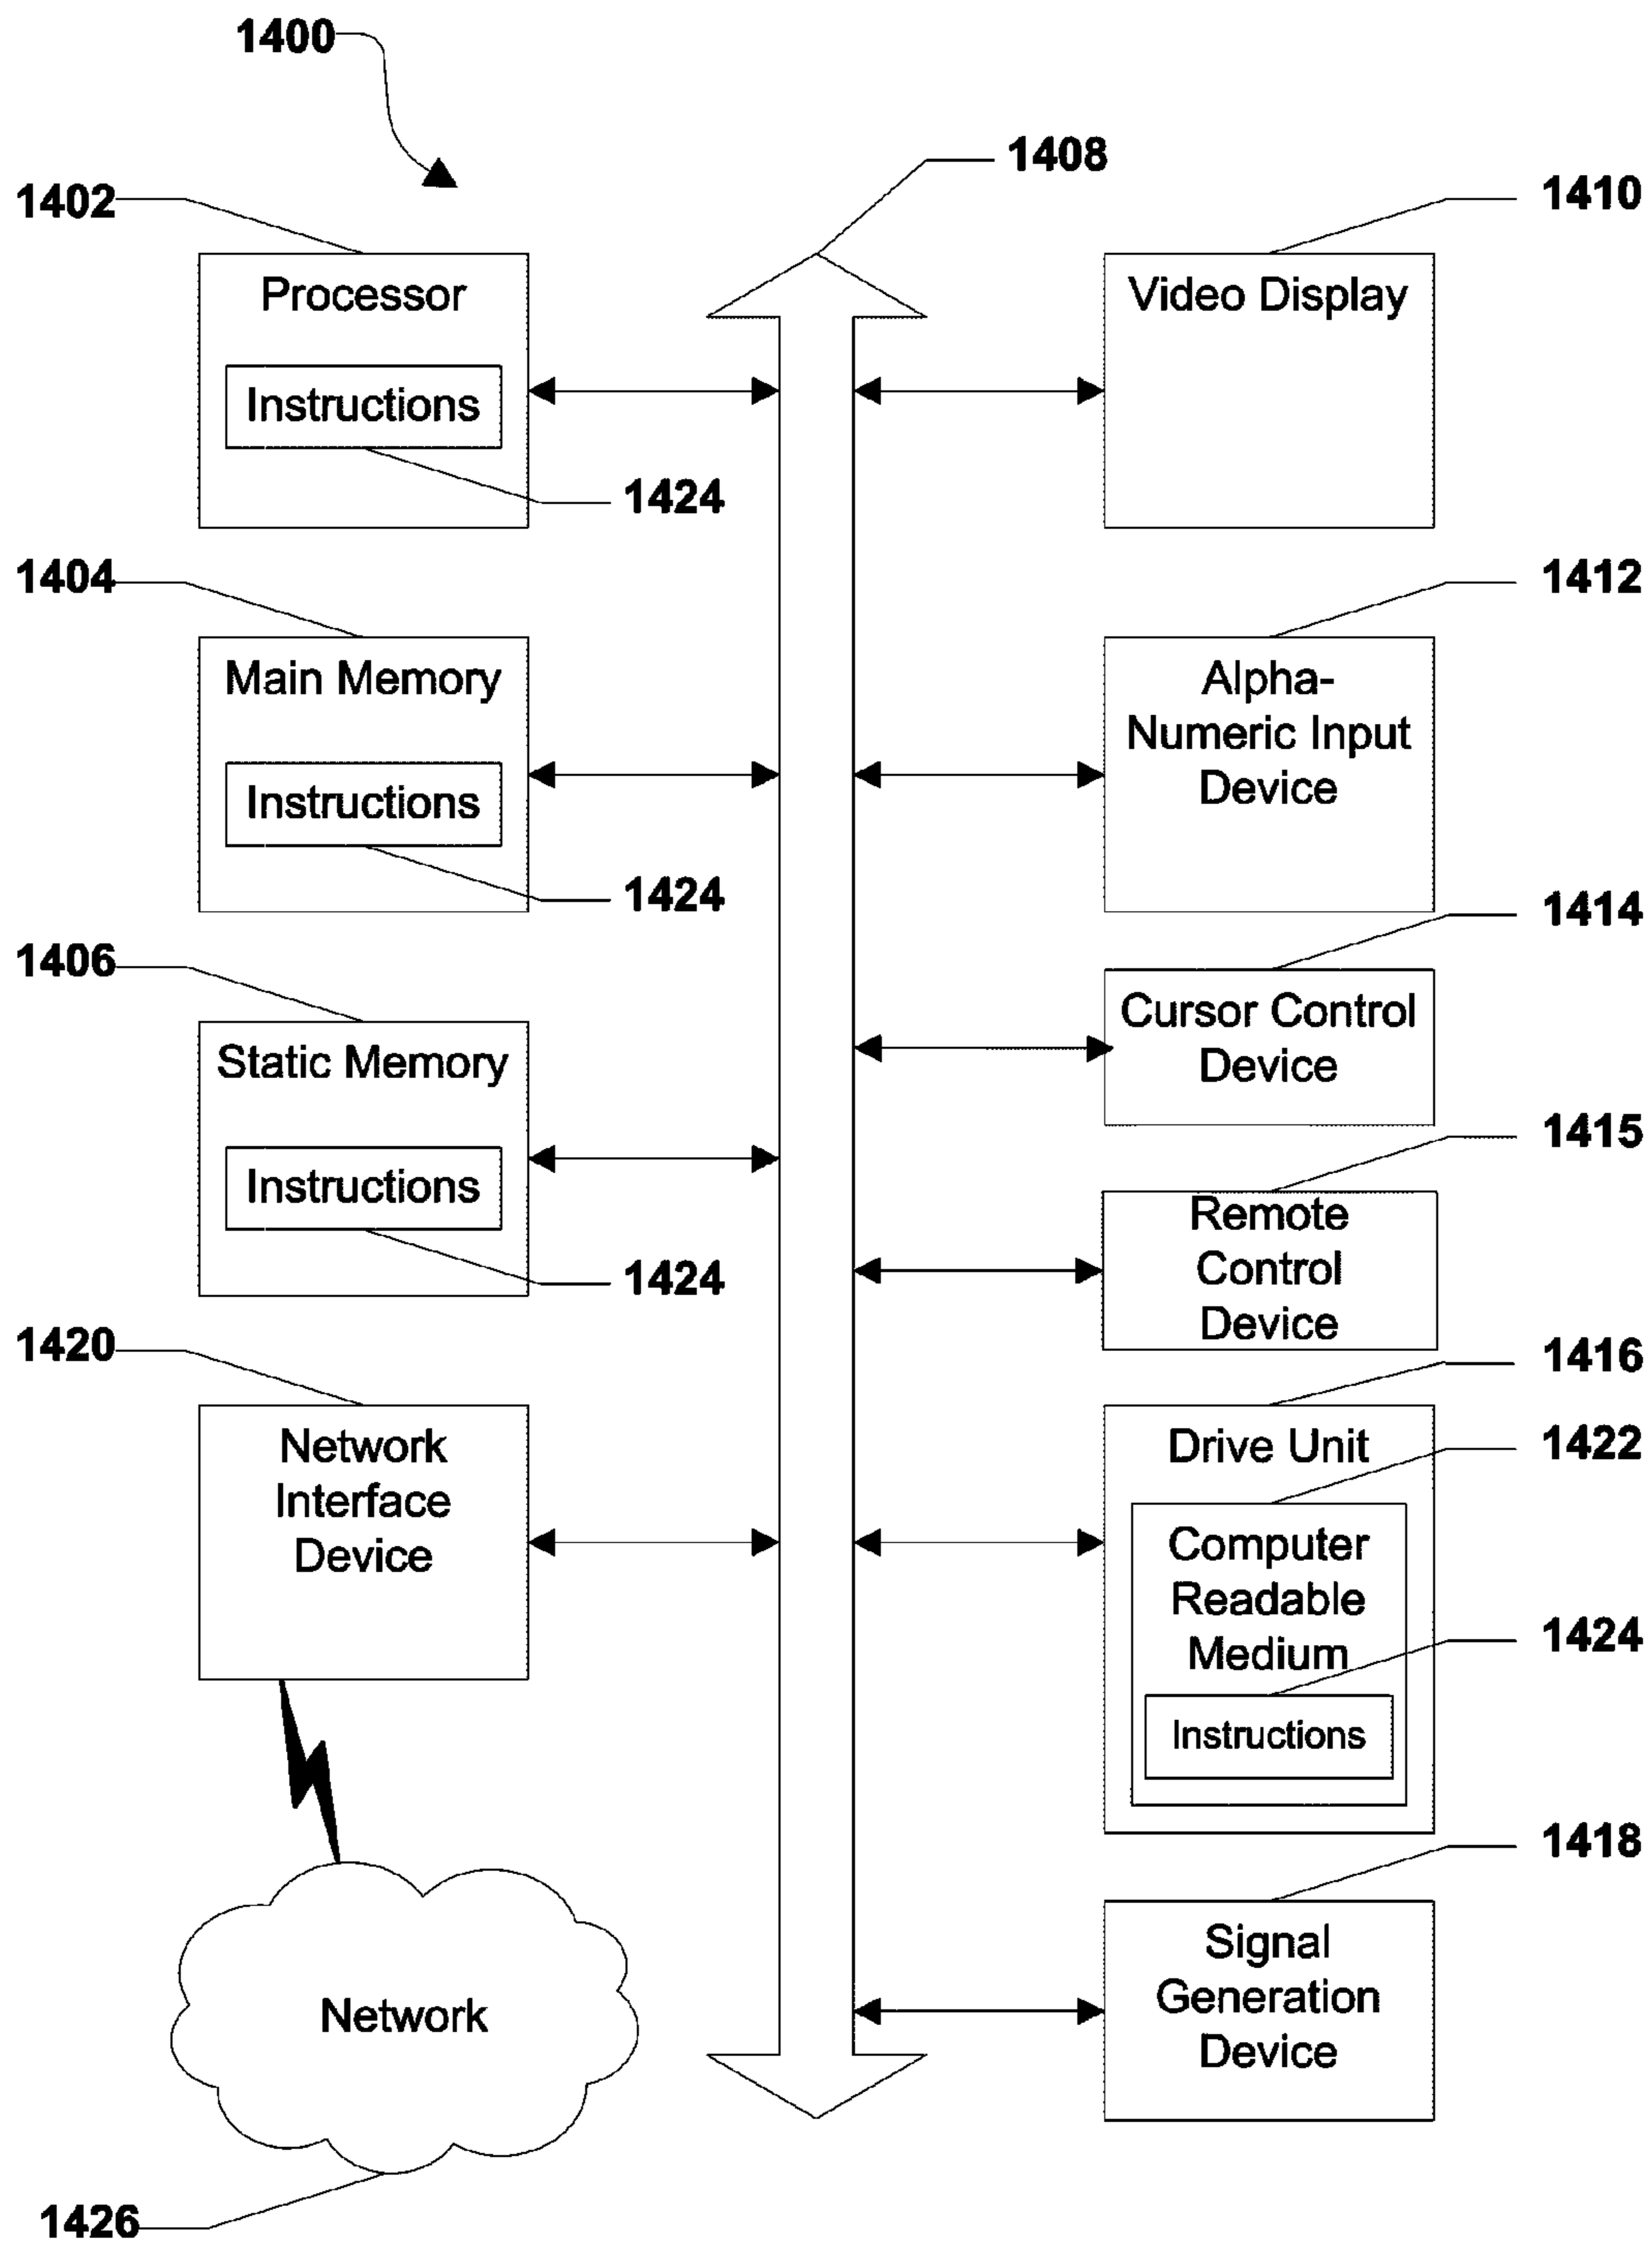 1400
1408
1402
1410
Processor
Instructions
1424
Video Display
1404
1412
Main Memory
Instructions
1424
Alpha-
Numeric Input
Device
1406
1414
Static Memory
Instructions
1424
Cursor Control
Device
1415
Remote
Control
Device
1420
1416
Network
Interface
Device
Drive Unit
1422
Computer
Readable
Medium
1424
Instructions
1418
Signal
Generation
Device
Network
1426